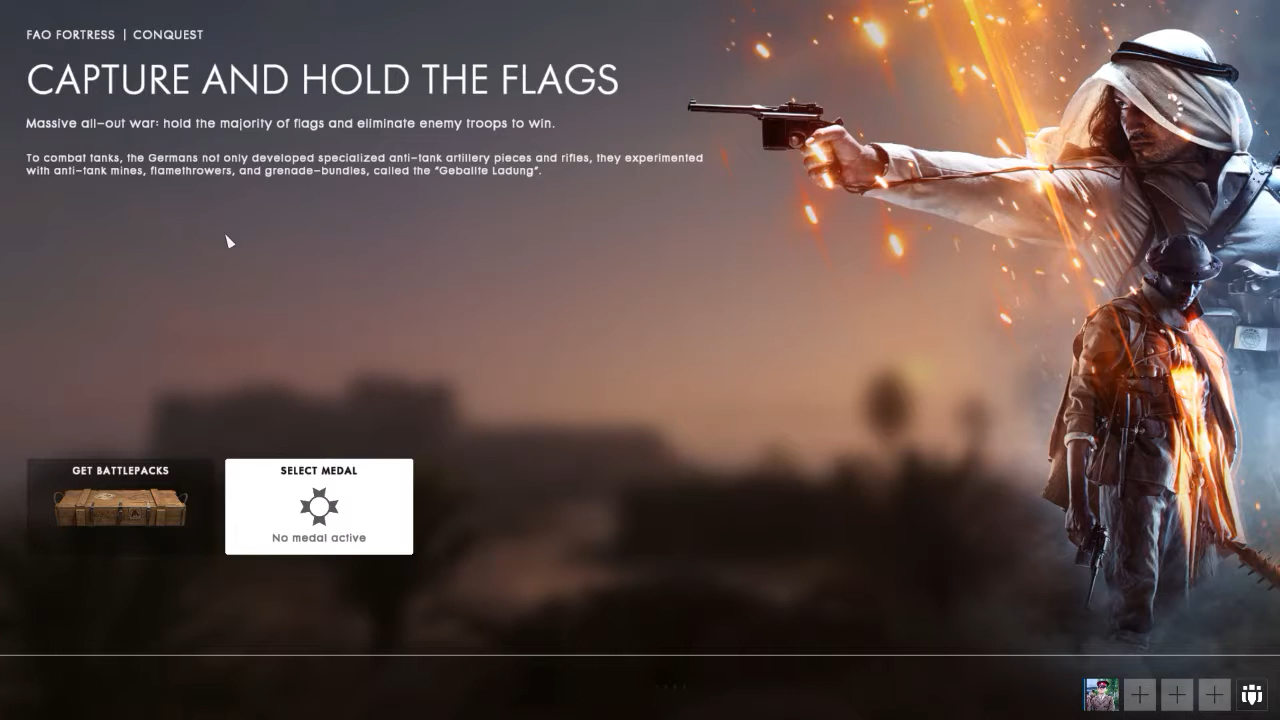 FAO FORTRESS | CONQUEST
CAPTURE AND HOLD THE FLAGS
Massive all-out war: hold the majority of flags and eliminate enemy troops to win.
To combat tanks, the Germans not only developed specialized anti-tank artillery pieces and rifles, they experimented
with anti-tank mines, flamethrowers, and grenade-bundles, called the "Geballte Ladung".
GET BATTLEPACKS
SELECT MEDAL
No medal active